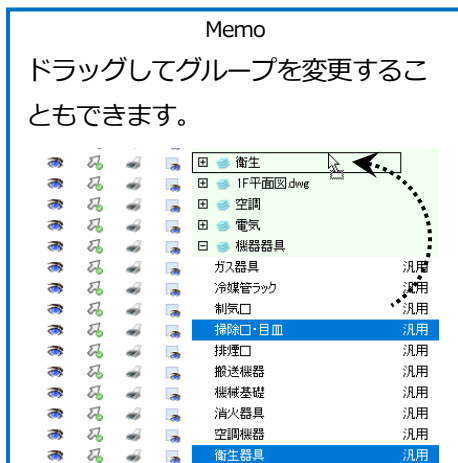 Memo
ドラッグしてグループを変更するこ
ともできます。
衛生
1F平面図.dwg
空調
電気
機器器具
ガス器具 汎用
冷媒管ラック 汎用
制気口 汎用
掃除口・目皿 汎用
排煙口 汎用
搬送機器 汎用
機械基礎 汎用
消火器具 汎用
空調機器 汎用
衛生器具 汎用